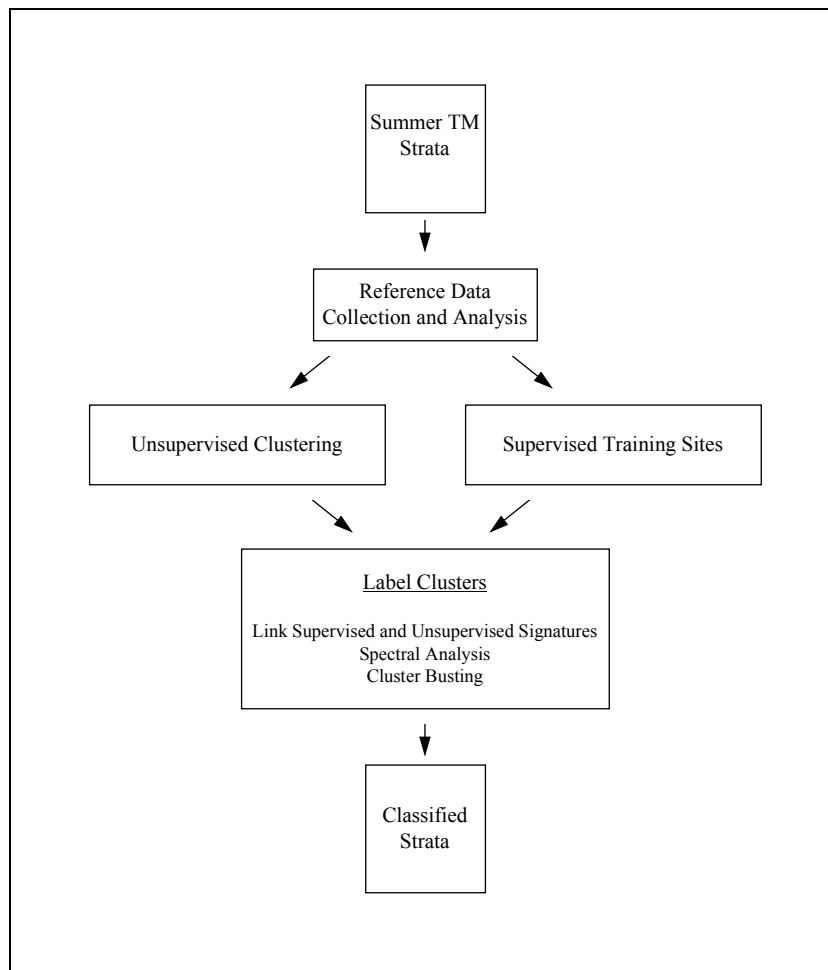 Summer TM
Strata
Reference Data
Collection and Analysis
Unsupervised Clustering
Supervised Training Sites
Label Clusters
Link Supervised and Unsupervised Signatures
Spectral Analysis
Cluster Busting
Classified
Strata